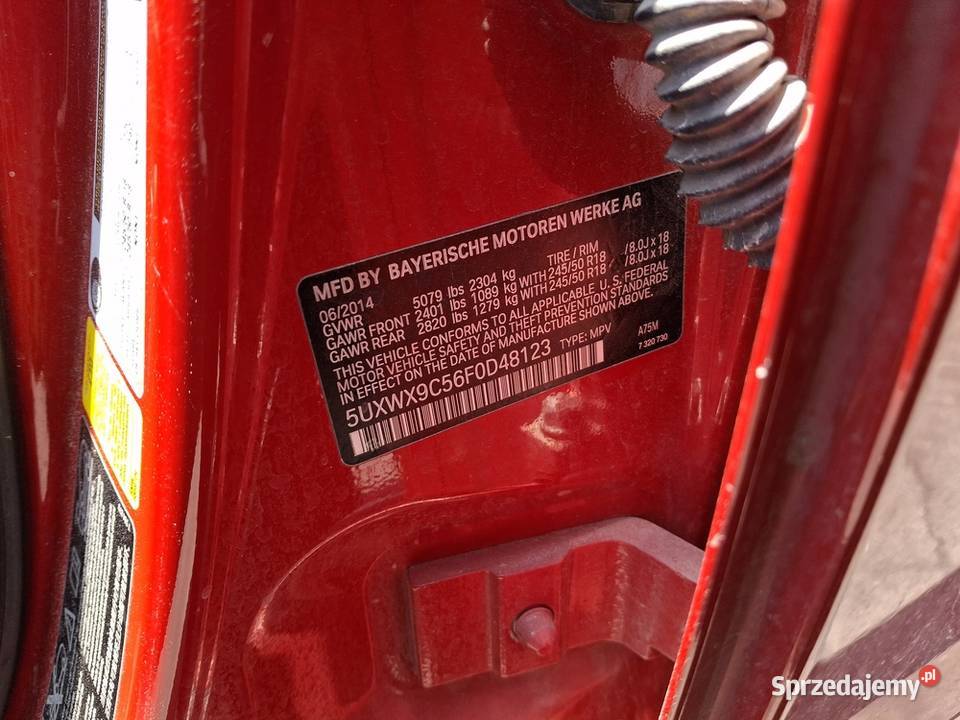 MFD BY BAYERISCHE MOTOREN WERKE AG
06/2014 TIRE / RIM
GVWR 5079 lbs 2304 kg
GAWR FRONT 2401 lbs 1089 kg WITH 245/50 R18 / 8.0J x 18
GAWR REAR 2820 lbs 1279 kg WITH 245/50 R18 / 8.0J x 18
THIS VEHICLE CONFORMS TO ALL APPLICABLE U.S. FEDERAL
MOTOR VEHICLE SAFETY AND THEFT PREVENTION STANDARDS
IN EFFECT ON THE DATE OF MANUFACTURE SHOWN ABOVE.
5UXWX9C56F0D48123 TYPE: MPV A75M
7 320 730
Sprzedajemy.pl